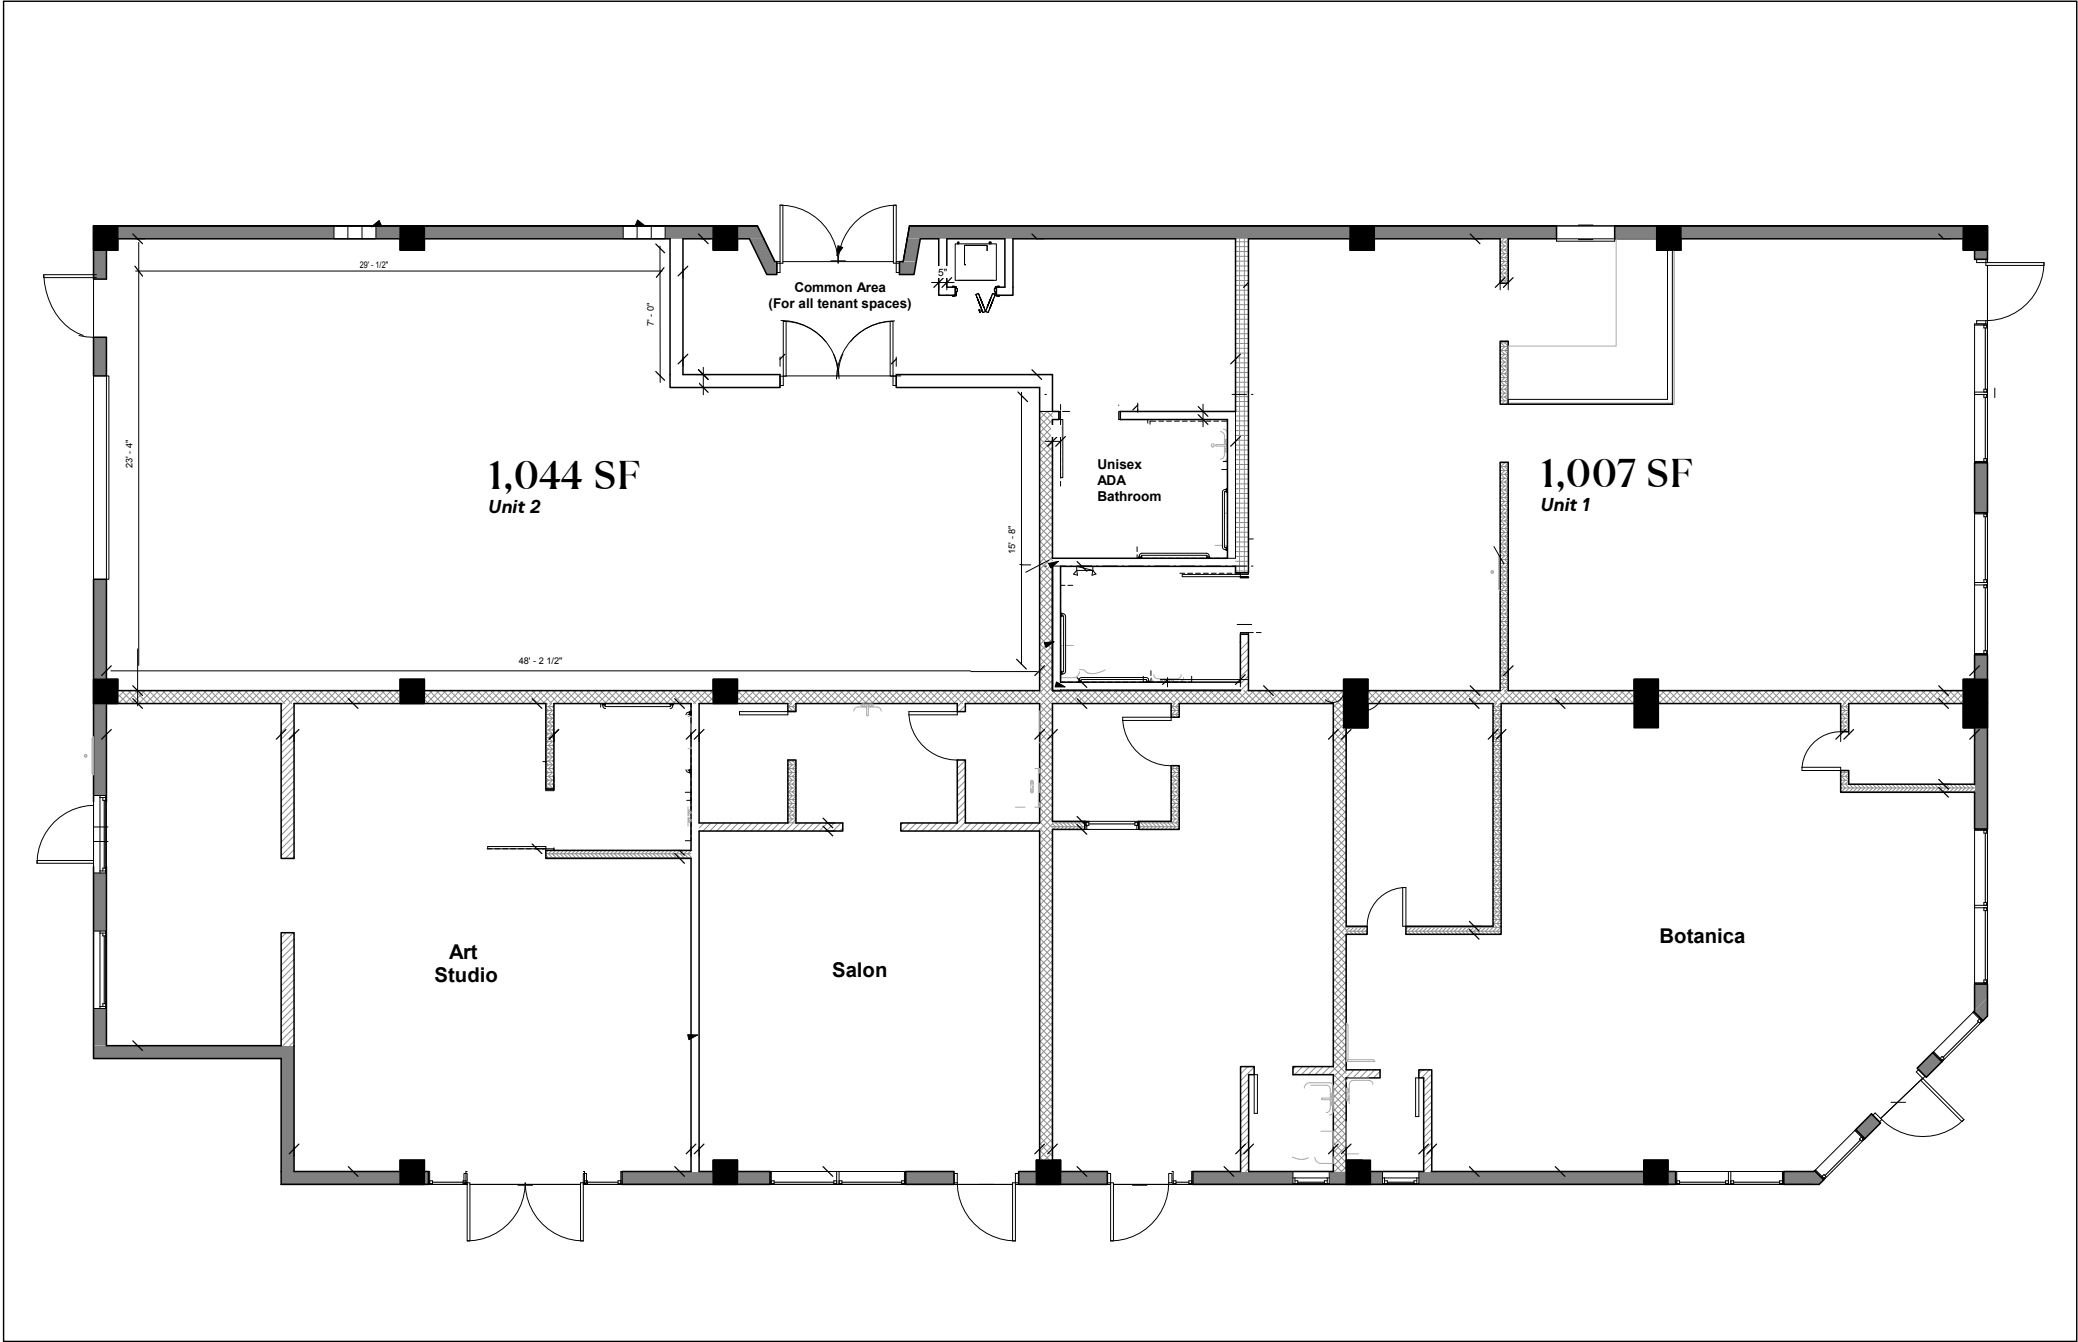 29' - 1/2"
7' - 0"
Common Area
(For all tenant spaces)
5"
23' - 4"
1,044 SF
Unit 2
15' - 8"
48' - 2 1/2"
Unisex
ADA
Bathroom
1,007 SF
Unit 1
Art
Studio
Salon
Botanica